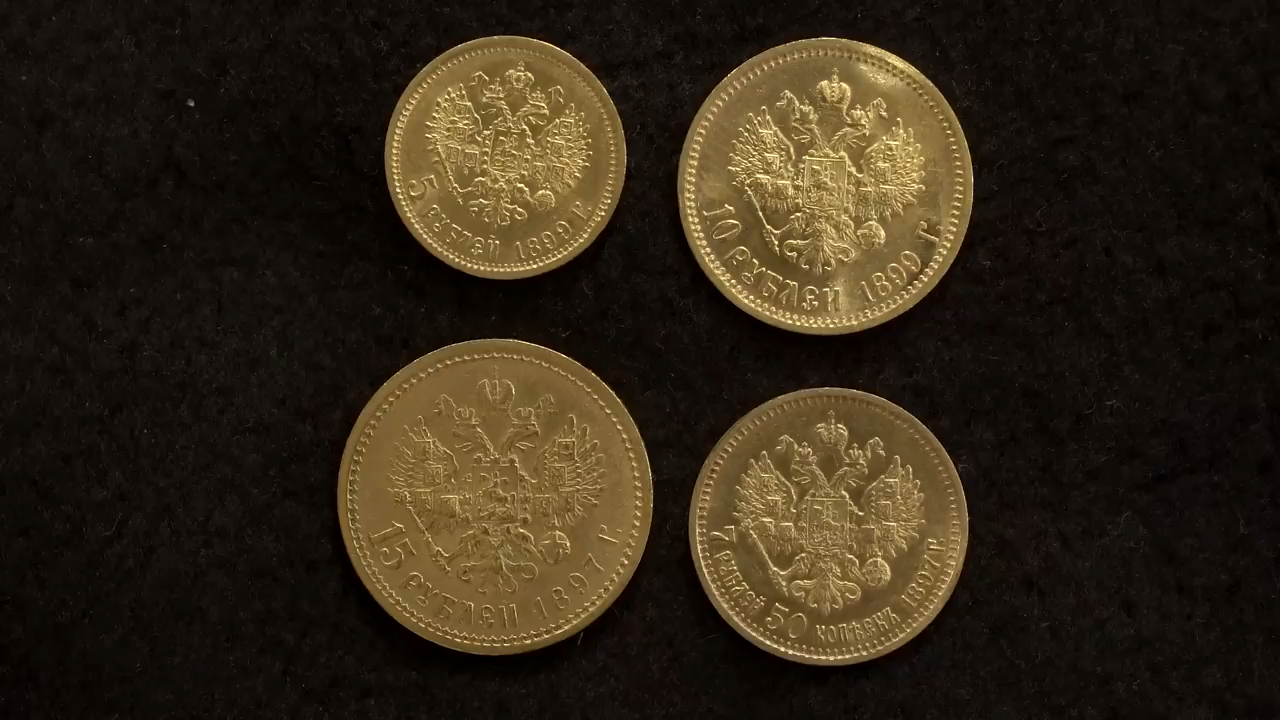 5 РУБЛЕЙ 1899 Г.
10 РУБЛЕЙ 1899 Г.
15 РУБЛЕЙ 1897 Г.
7 РУБЛЕЙ 50 КОПѢЕКЪ 1897 Г.